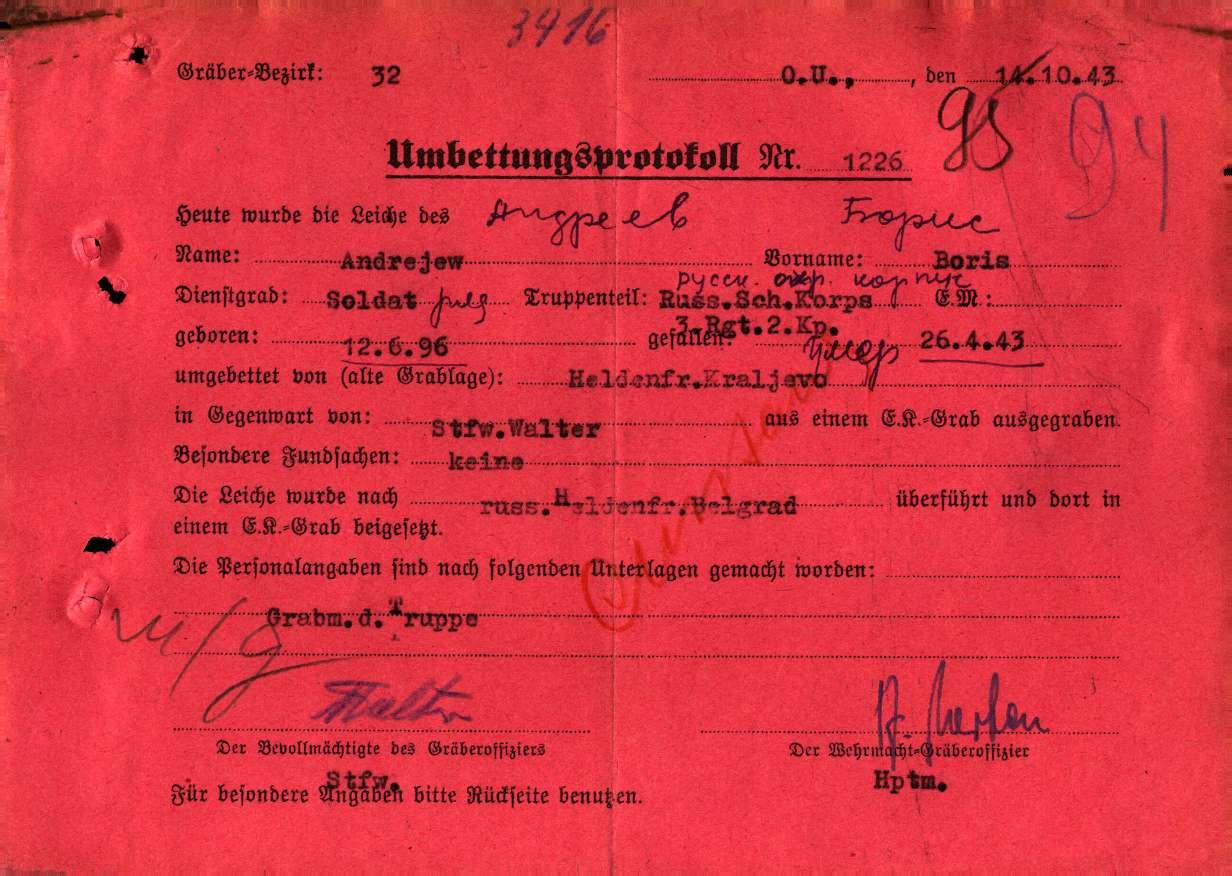 3416
Gräber-Bezirk: 32 O.U., , den 14.10.43
95 94
Umbettungsprotokoll Nr. 1226
Heute wurde die Leiche des Андреев Борис
Name: Andrejew Vorname: Boris
русск. охр. корпус
Dienstgrad: Soldat ряд Truppenteil: Russ.Sch.Korps E.M.:
3.Rgt.2.Kp.
geboren: 12.6.96 gefallen: умер 26.4.43
umgebettet von (alte Grablage): Heldenfr.Kraljevo
in Gegenwart von: Stfw.Walter aus einem E.K.-Grab ausgegraben.
Besondere Fundsachen: keine
Die Leiche wurde nach russ.Heldenfr.Belgrad überführt und dort in
einem E.K.-Grab beigesetzt.
Die Personalangaben sind nach folgenden Unterlagen gemacht worden:
Grabm.d.Truppe
Walter
Der Bevollmächtigte des Gräberoffiziers Der Wehrmacht-Gräberoffizier
Stfw. Hptm.
Für besondere Angaben bitte Rückseite benutzen.